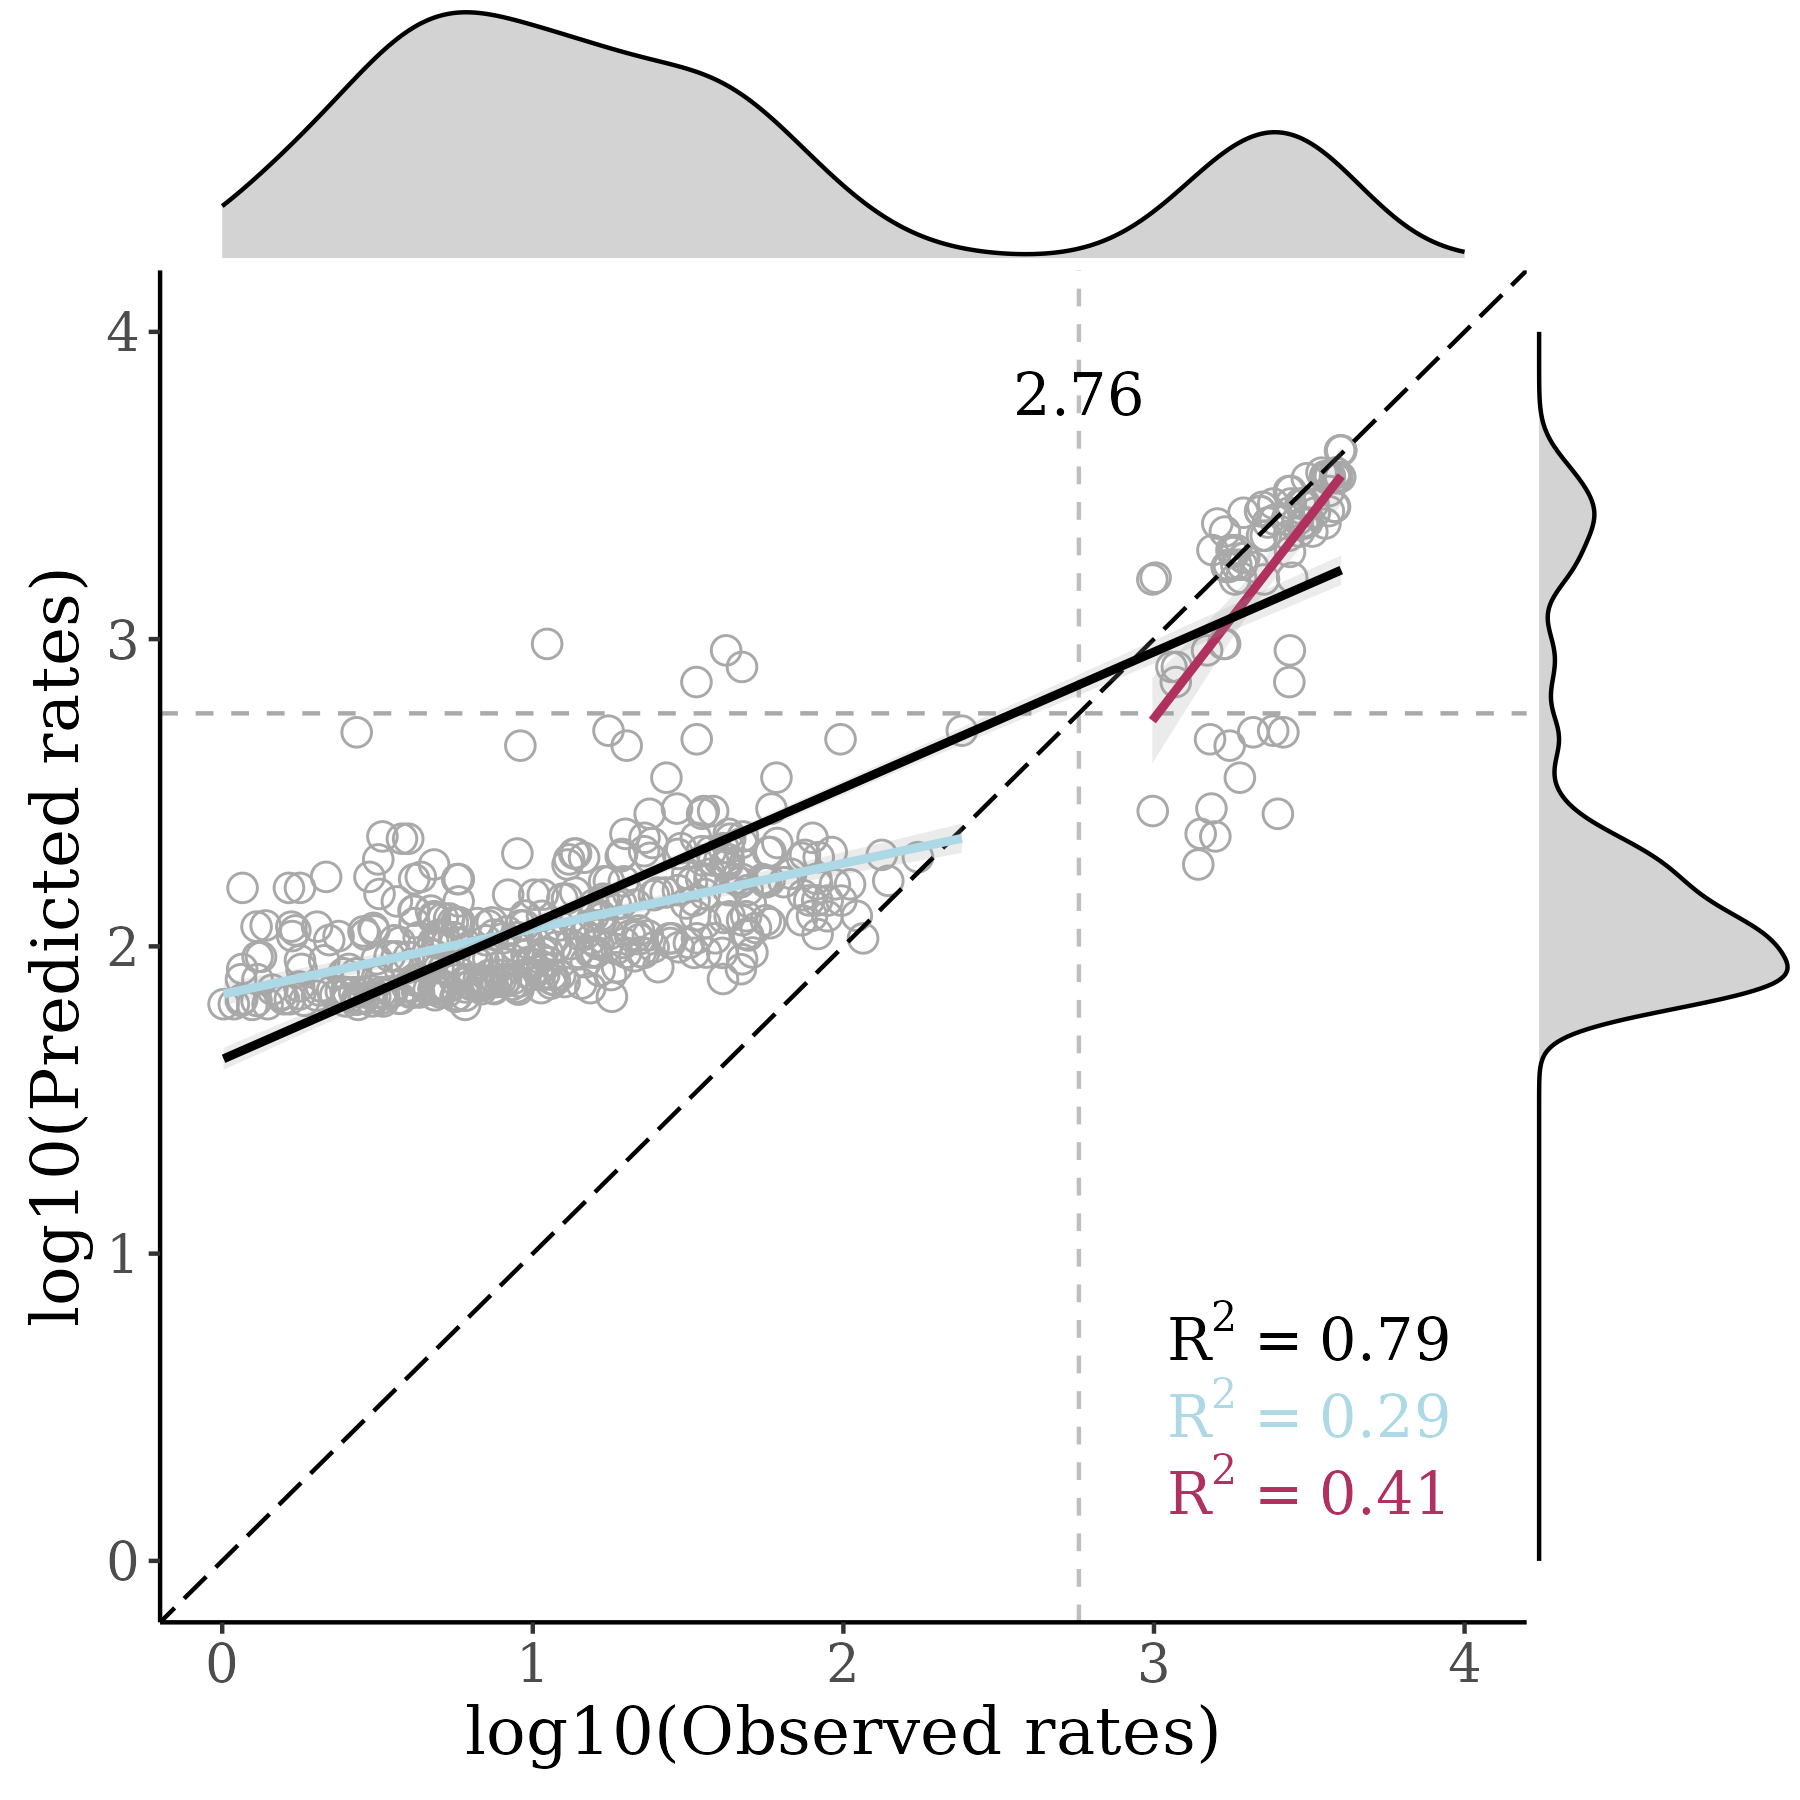 2.76
4
3
2
1
0
log10(Predicted rates)
R² = 0.79
R² = 0.29
R² = 0.41
0 1 2 3 4
log10(Observed rates)